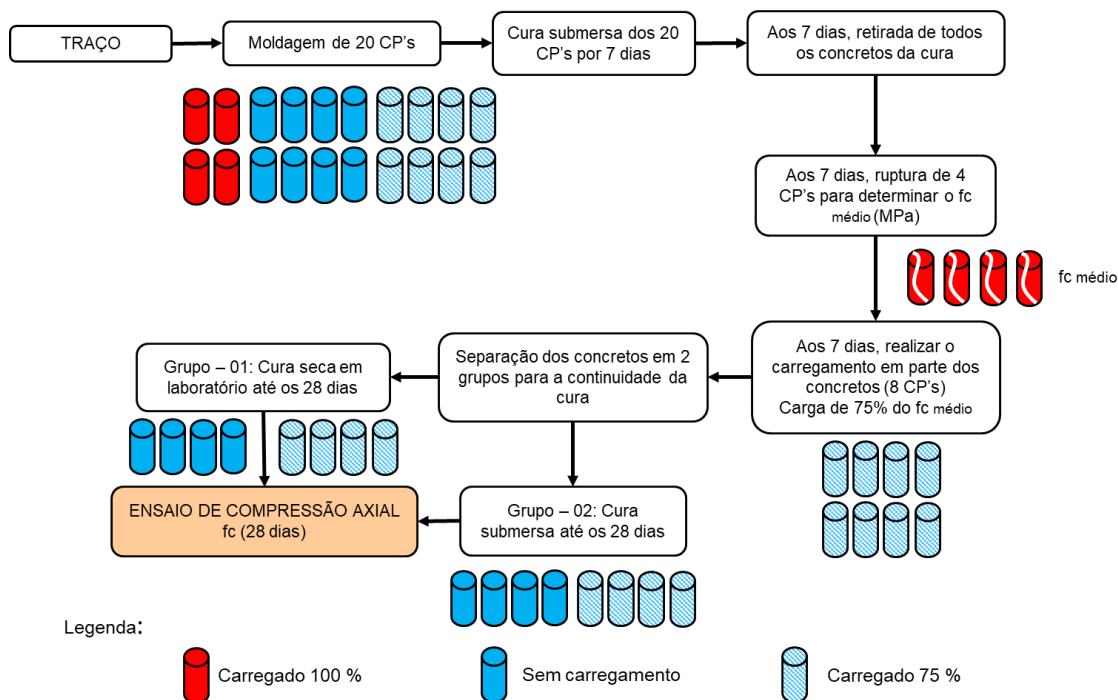 TRAÇO
Moldagem de 20 CP's
Cura submersa dos 20
CP's por 7 dias
Aos 7 dias, retirada de todos
os concretos da cura
Aos 7 dias, ruptura de 4
CP's para determinar o fc
médio (MPa)
fc médio
Aos 7 dias, realizar o
carregamento em parte dos
concretos (8 CP's)
Carga de 75% do fc médio
Separação dos concretos em 2
grupos para a continuidade da
cura
Grupo – 01: Cura seca em
laboratório até os 28 dias
Grupo – 02: Cura
submersa até os 28 dias
ENSAIO DE COMPRESSÃO AXIAL
fc (28 dias)
Legenda:
Carregado 100 %
Sem carregamento
Carregado 75 %